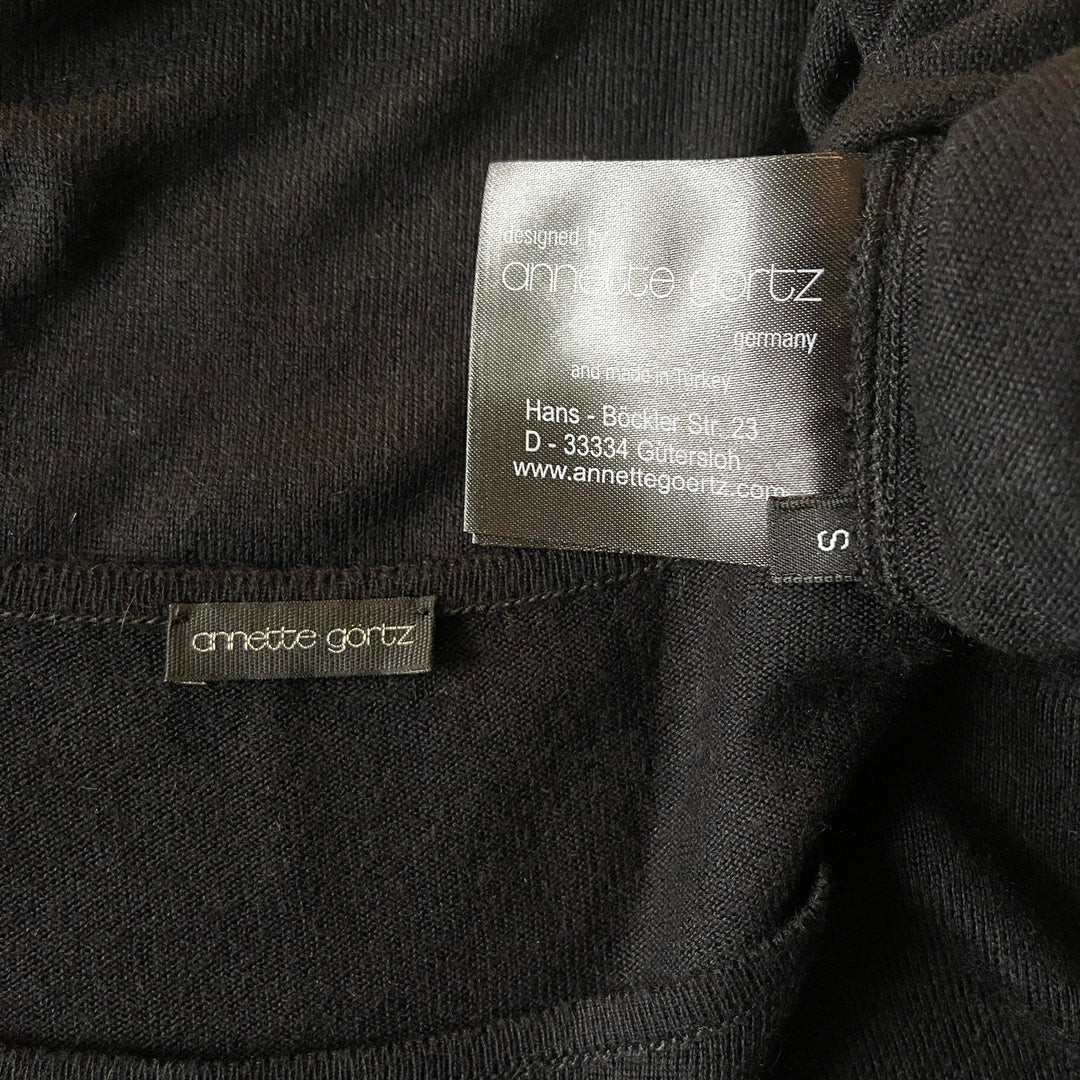 designed by
annette görtz
germany
and made in Turkey
Hans - Böckler Str. 23
D - 33334 Gütersloh
www.annettegoertz.com
S
annette görtz